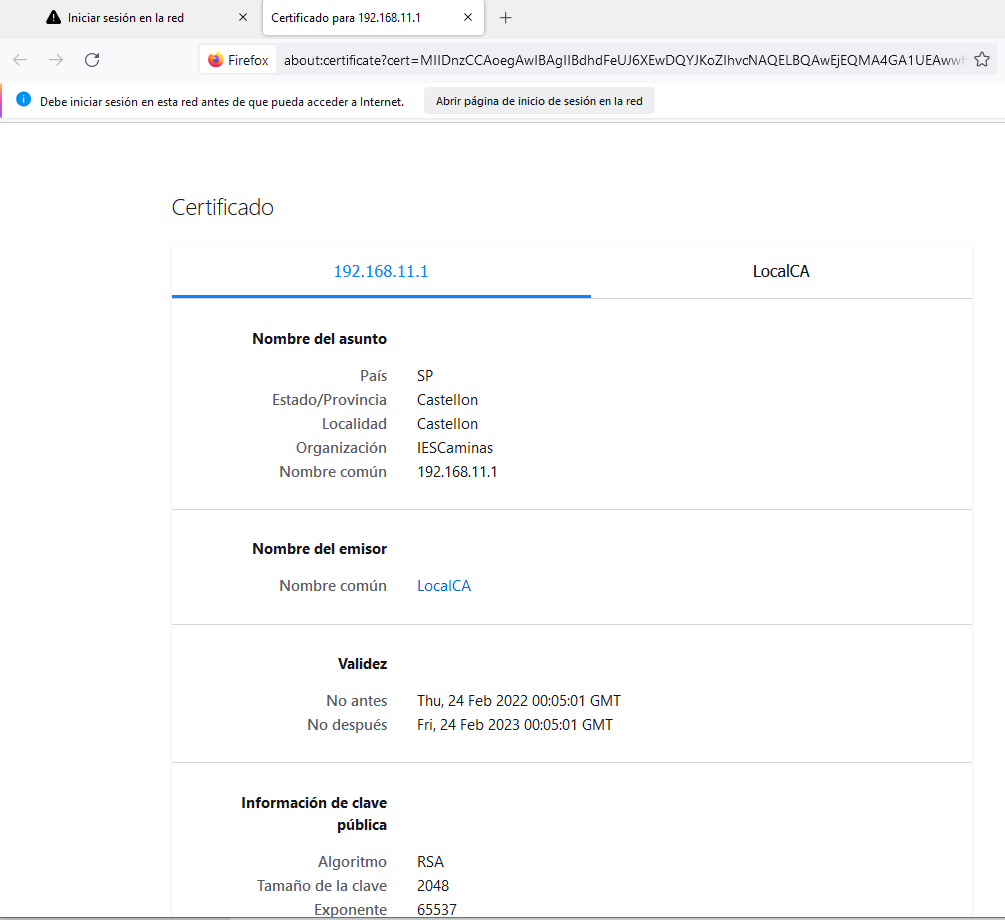 Iniciar sesión en la red
Certificado para 192.168.11.1
Firefox
about:certificate?cert=MIIDnzCCAoegAwIBAgIIBdhdFeUJ6XEwDQYJKoZIhvcNAQELBQAwEjEQMA4GA1UEAwwH
Debe iniciar sesión en esta red antes de que pueda acceder a Internet.
Abrir página de inicio de sesión en la red
Certificado
192.168.11.1
LocalCA
Nombre del asunto
País SP
Estado/Provincia Castellon
Localidad Castellon
Organización IESCaminas
Nombre común 192.168.11.1
Nombre del emisor
Nombre común LocalCA
Validez
No antes Thu, 24 Feb 2022 00:05:01 GMT
No después Fri, 24 Feb 2023 00:05:01 GMT
Información de clave
pública
Algoritmo RSA
Tamaño de la clave 2048
Exponente 65537